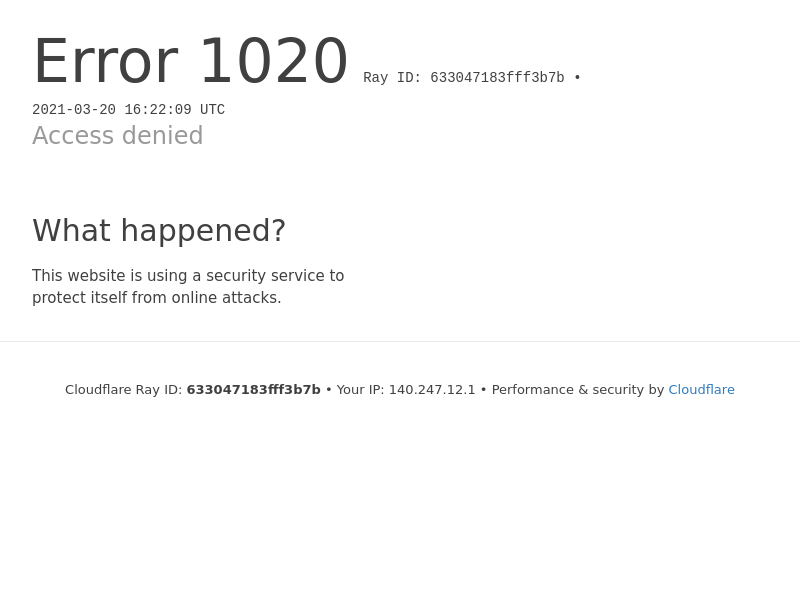 Error 1020 Ray ID: 633047183fff3b7b •
2021-03-20 16:22:09 UTC
Access denied
What happened?
This website is using a security service to
protect itself from online attacks.
Cloudflare Ray ID: 633047183fff3b7b • Your IP: 140.247.12.1 • Performance & security by Cloudflare